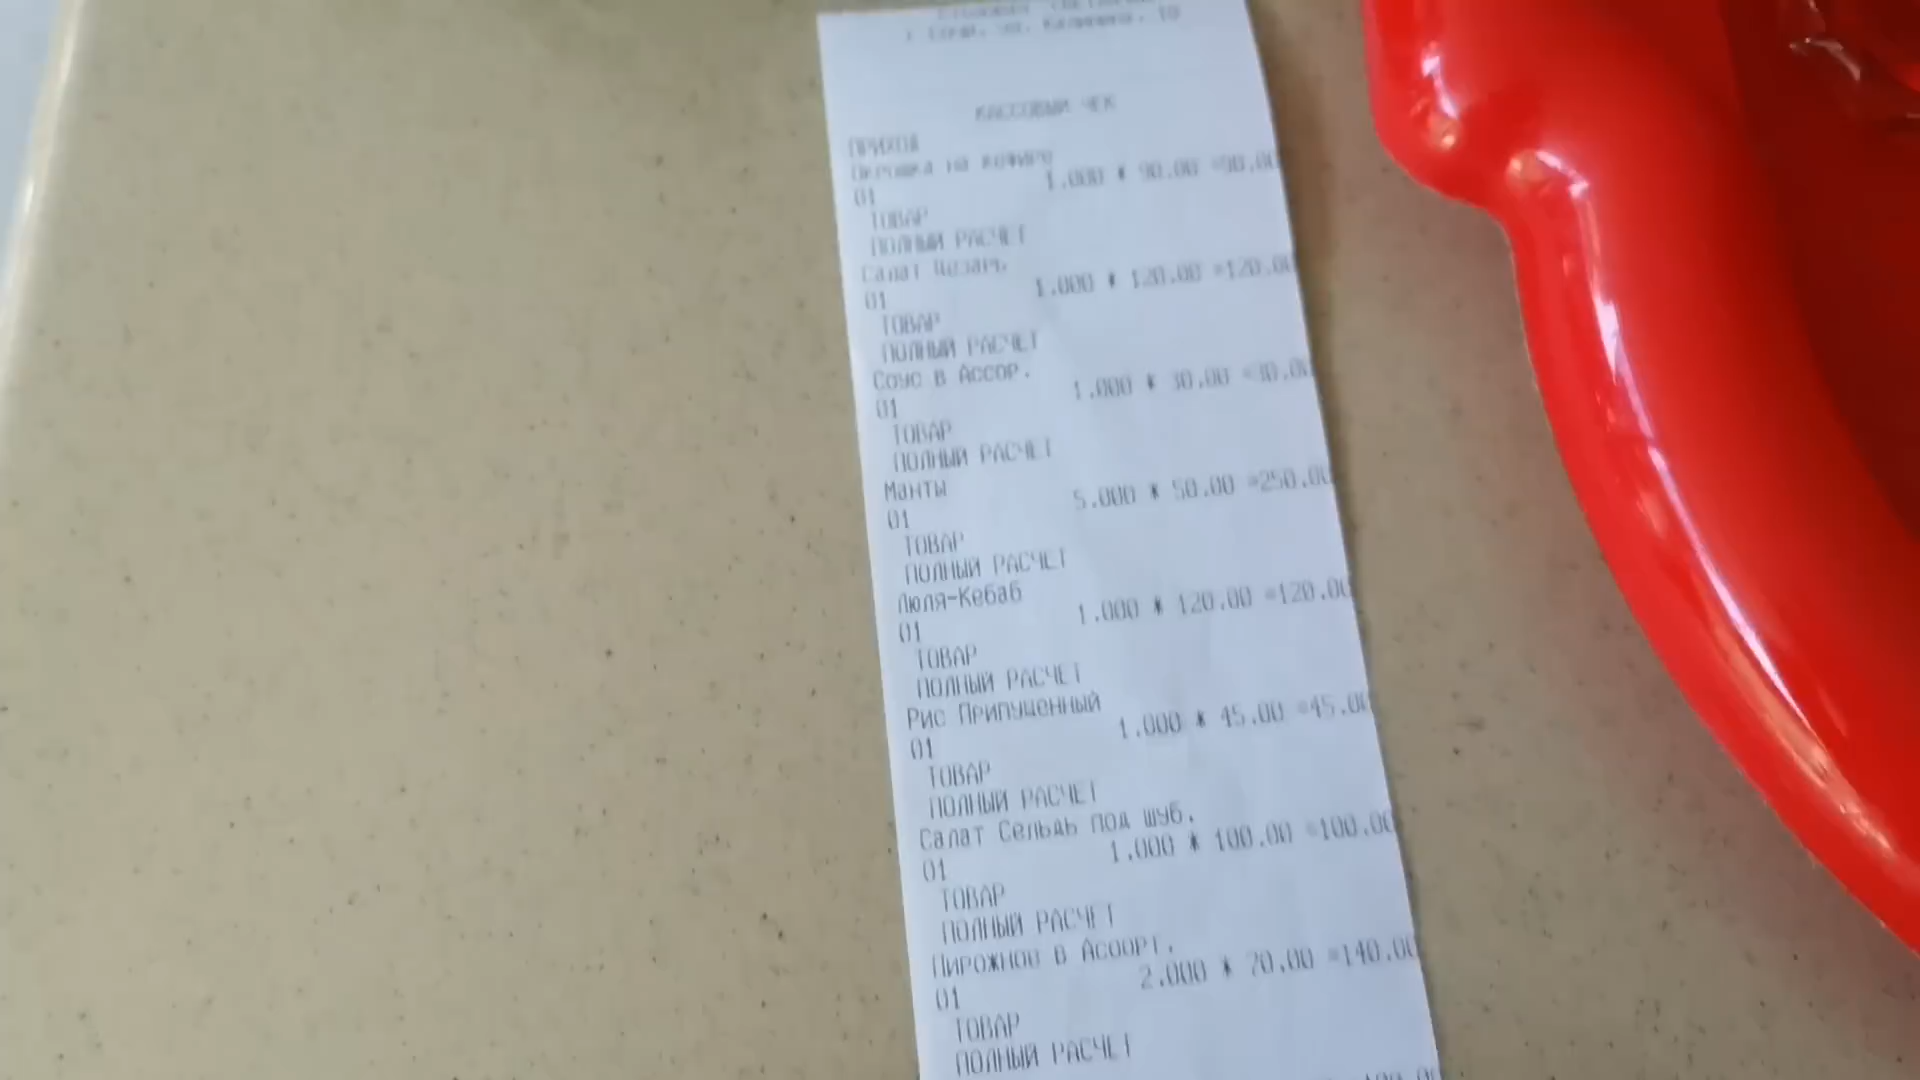 КАССОВЫЙ ЧЕК
ПРИХОД
Окрошка на кефире
1.000 * 90.00 =90.00
01
ТОВАР
ПОЛНЫЙ РАСЧЕТ
Салат Цезарь
1.000 * 120.00 =120.00
01
ТОВАР
ПОЛНЫЙ РАСЧЕТ
Соус в Ассор.
1.000 * 30.00 =30.00
01
ТОВАР
ПОЛНЫЙ РАСЧЕТ
Манты
5.000 * 50.00 =250.00
01
ТОВАР
ПОЛНЫЙ РАСЧЕТ
Люля-Кебаб
1.000 * 120.00 =120.00
01
ТОВАР
ПОЛНЫЙ РАСЧЕТ
Рис Припущенный
1.000 * 45.00 =45.00
01
ТОВАР
ПОЛНЫЙ РАСЧЕТ
Салат Сельдь под шуб.
1.000 * 100.00 =100.00
01
ТОВАР
ПОЛНЫЙ РАСЧЕТ
Пирожное в Ассорт.
2.000 * 70.00 =140.00
01
ТОВАР
ПОЛНЫЙ РАСЧЕТ